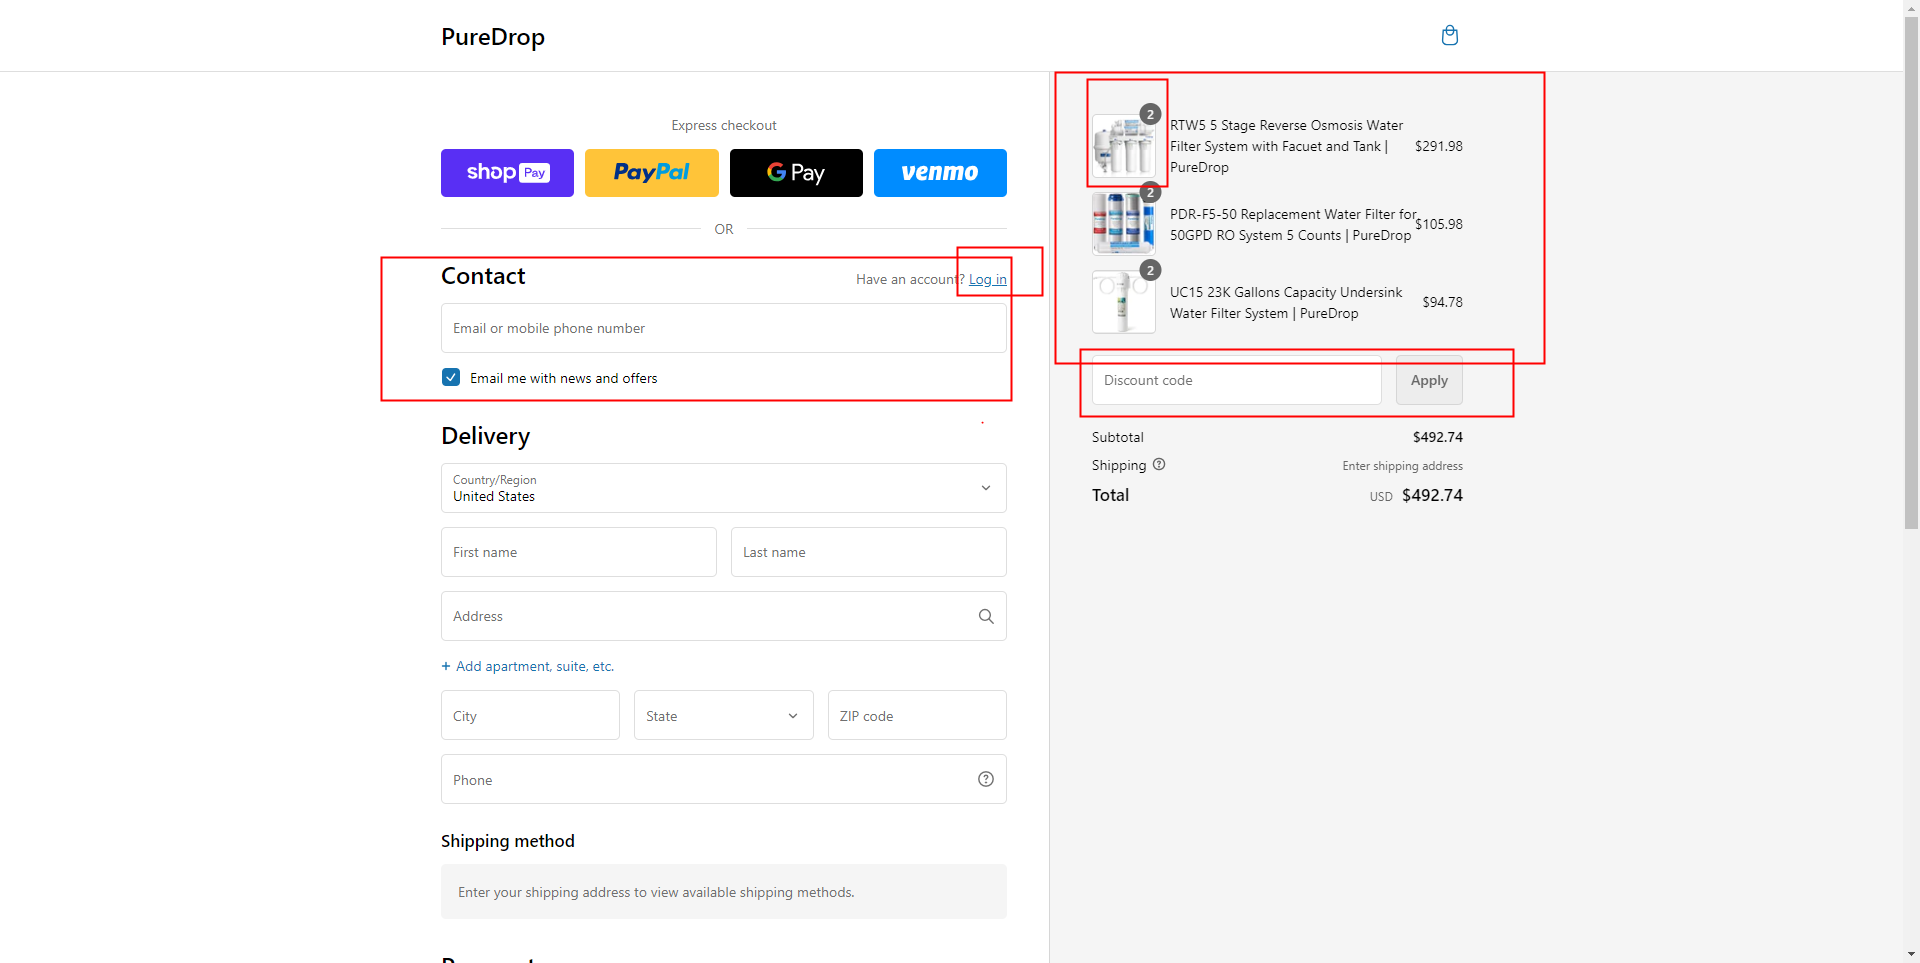 PureDrop
Express checkout
shop Pay
PayPal
G Pay
venmo
OR
Contact
Have an account? Log in
Email or mobile phone number
Email me with news and offers
Delivery
Country/Region
United States
First name
Last name
Address
+ Add apartment, suite, etc.
City
State
ZIP code
Phone
Shipping method
Enter your shipping address to view available shipping methods.
2
RTW5 5 Stage Reverse Osmosis Water
Filter System with Facuet and Tank |
PureDrop
$291.98
2
PDR-F5-50 Replacement Water Filter for
50GPD RO System 5 Counts | PureDrop
$105.98
2
UC15 23K Gallons Capacity Undersink
Water Filter System | PureDrop
$94.78
Discount code
Apply
Subtotal
$492.74
Shipping
Enter shipping address
Total
USD $492.74